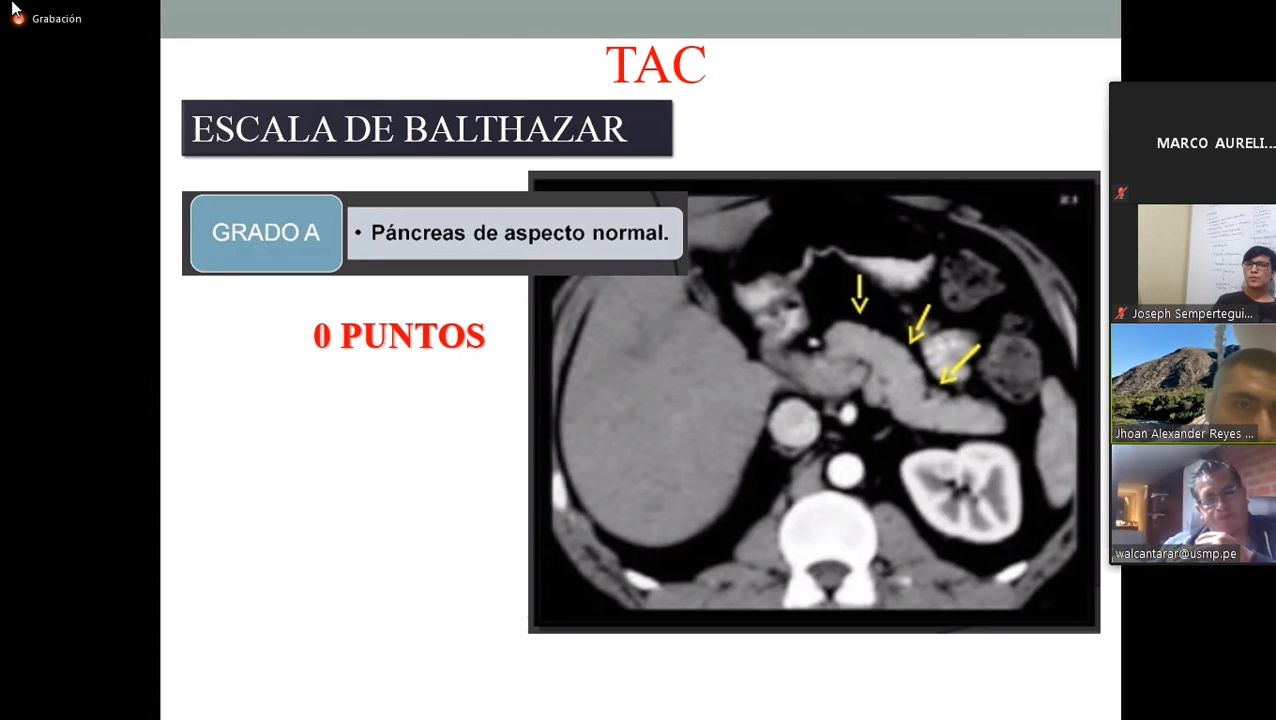 Grabación
TAC
ESCALA DE BALTHAZAR
GRADO A
• Páncreas de aspecto normal.
0 PUNTOS
MARCO AURELI...
Joseph Sempertegui...
Jhoan Alexander Reyes ...
walcantarar@usmp.pe